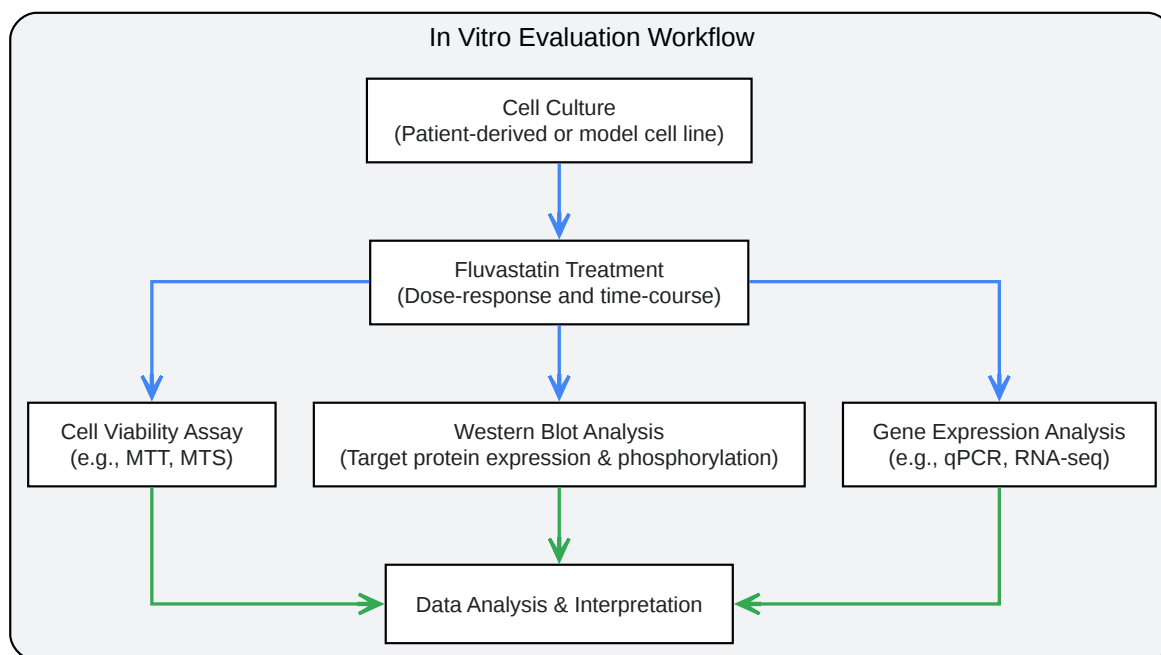 In Vitro Evaluation Workflow
Cell Culture
(Patient-derived or model cell line)
Fluvastatin Treatment
(Dose-response and time-course)
Cell Viability Assay
(e.g., MTT, MTS)
Western Blot Analysis
(Target protein expression & phosphorylation)
Gene Expression Analysis
(e.g., qPCR, RNA-seq)
Data Analysis & Interpretation